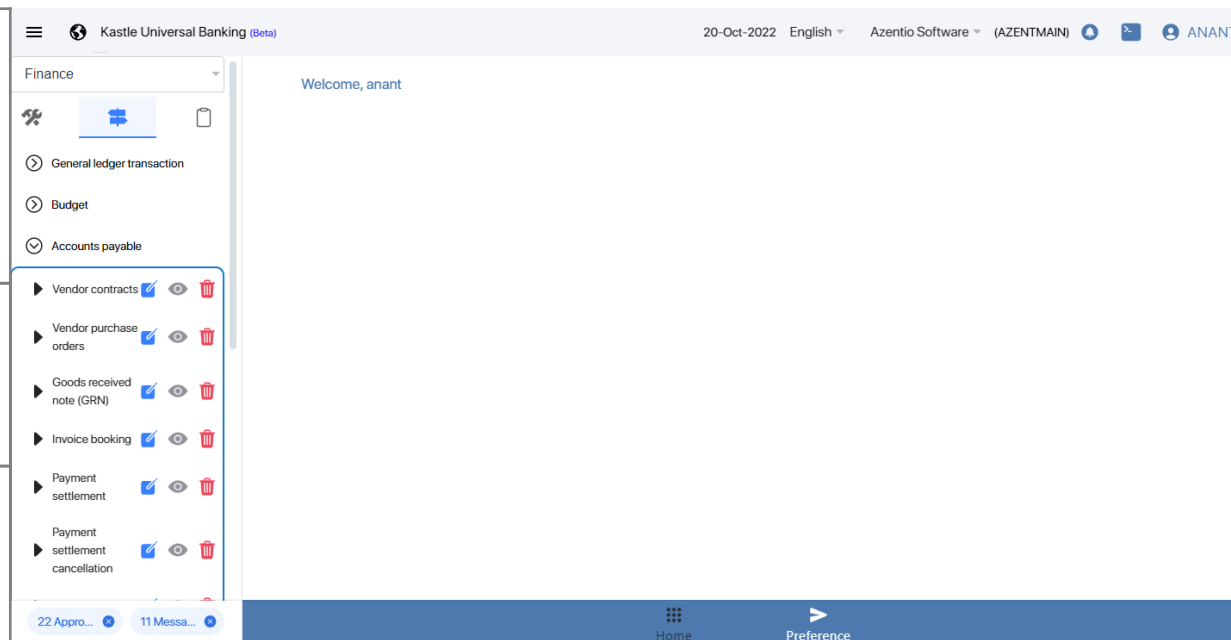 Kastle Universal Banking (Beta)
20-Oct-2022 English Azentio Software (AZENTMAIN) ANANT
Finance
Welcome, anant
General ledger transaction
Budget
Accounts payable
Vendor contracts
Vendor purchase
orders
Goods received
note (GRN)
Invoice booking
Payment
settlement
Payment
settlement
cancellation
22 Appro... 11 Messa...
Home Preference